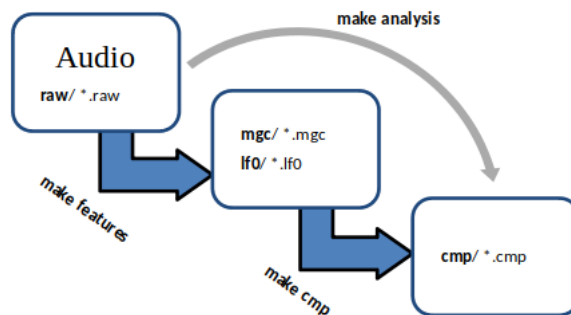 make analysis
Audio
raw/ *.raw
mgc/ *.mgc
lf0/ *.lf0
make features
cmp/ *.cmp
make cmp